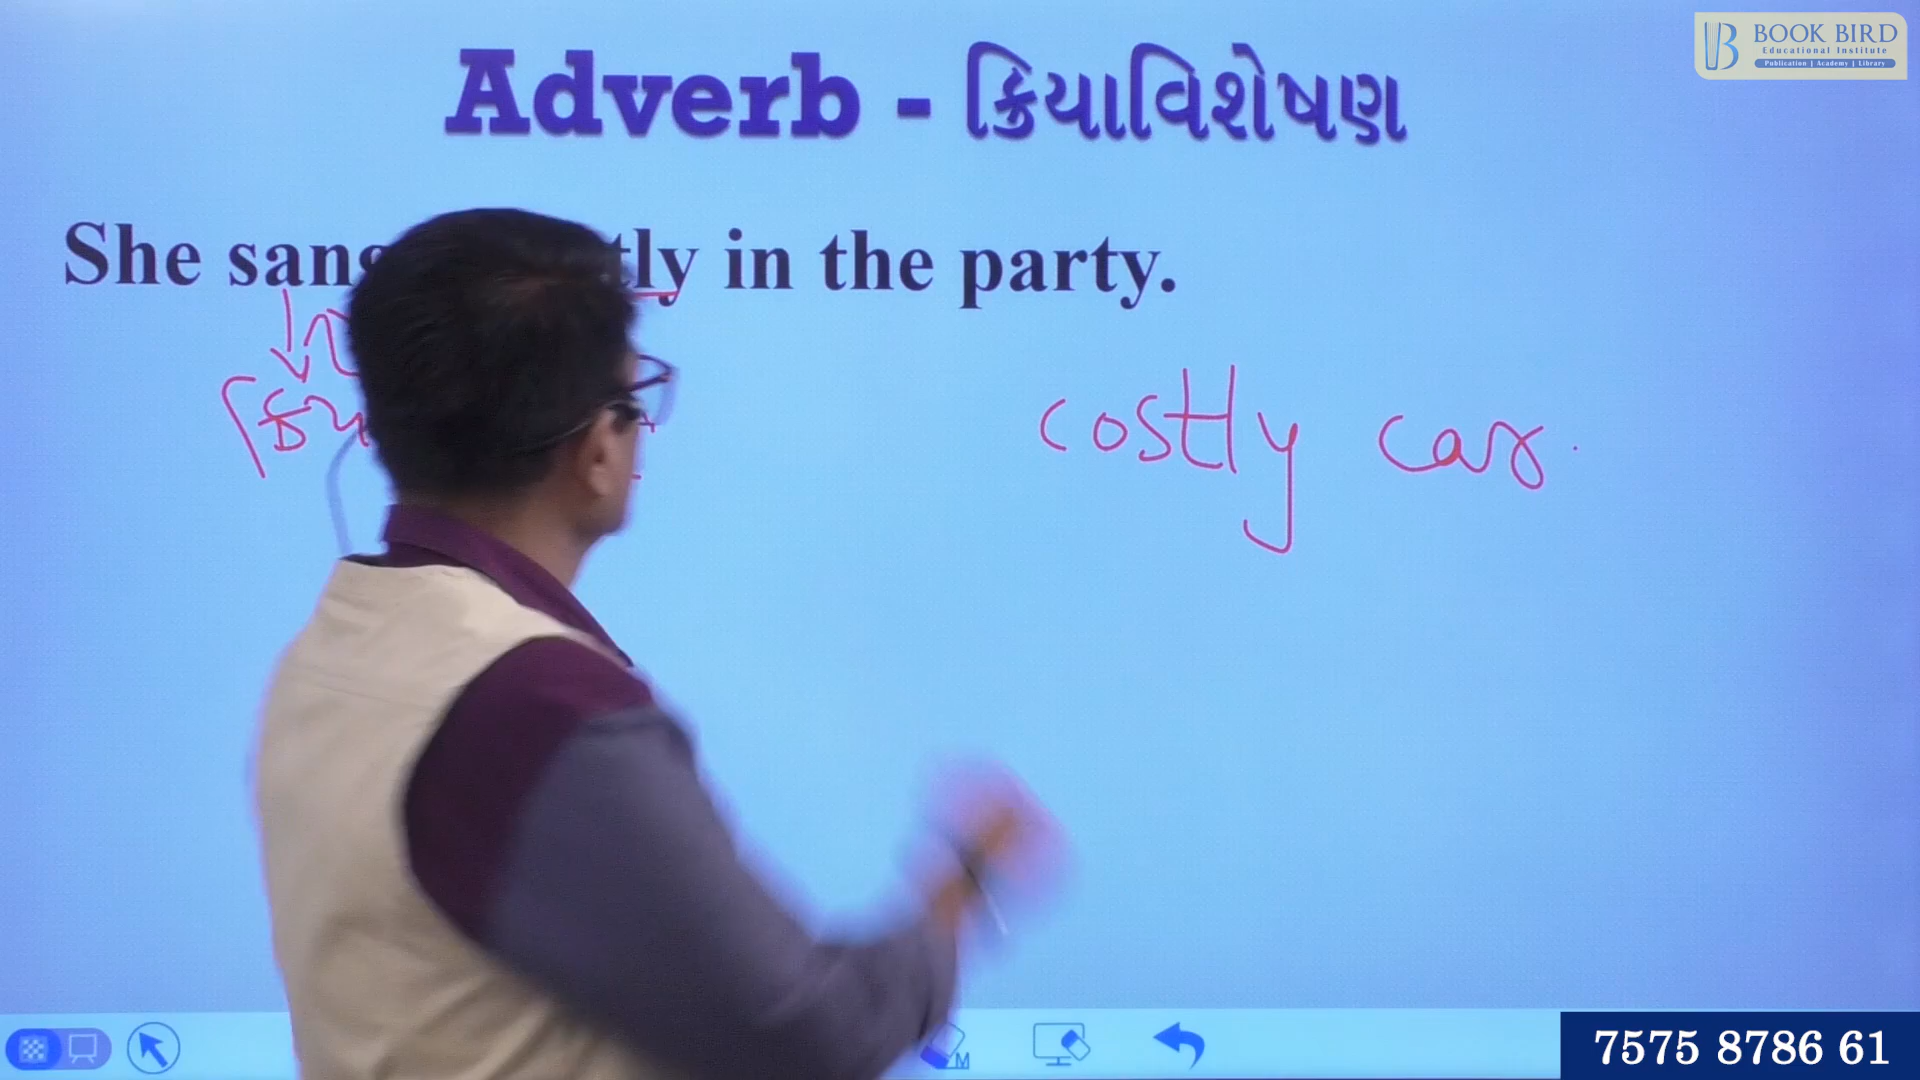 BOOK BIRD
Educational Institute
Publication | Academy | Library
Adverb - ક્રિયાવિશેષણ
She sang tly in the party.
costly car.
M
7575 8786 61